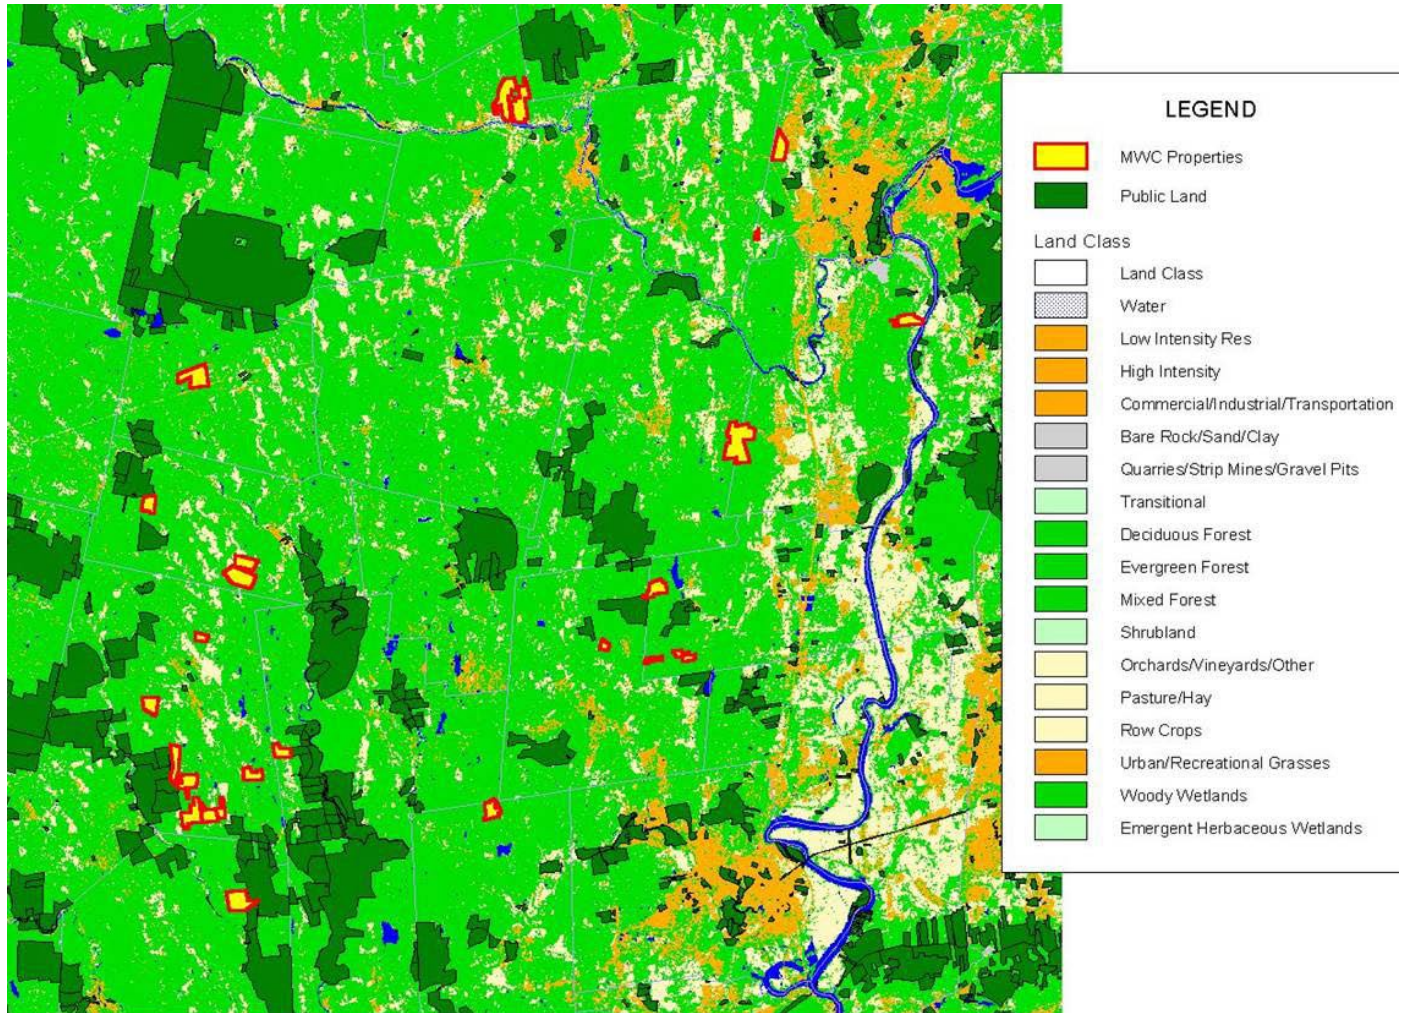 LEGEND
MWC Properties
Public Land
Land Class
Land Class
Water
Low Intensity Res
High Intensity
Commercial/Industrial/Transportation
Bare Rock/Sand/Clay
Quarries/Strip Mines/Gravel Pits
Transitional
Deciduous Forest
Evergreen Forest
Mixed Forest
Shrubland
Orchards/Vineyards/Other
Pasture/Hay
Row Crops
Urban/Recreational Grasses
Woody Wetlands
Emergent Herbaceous Wetlands